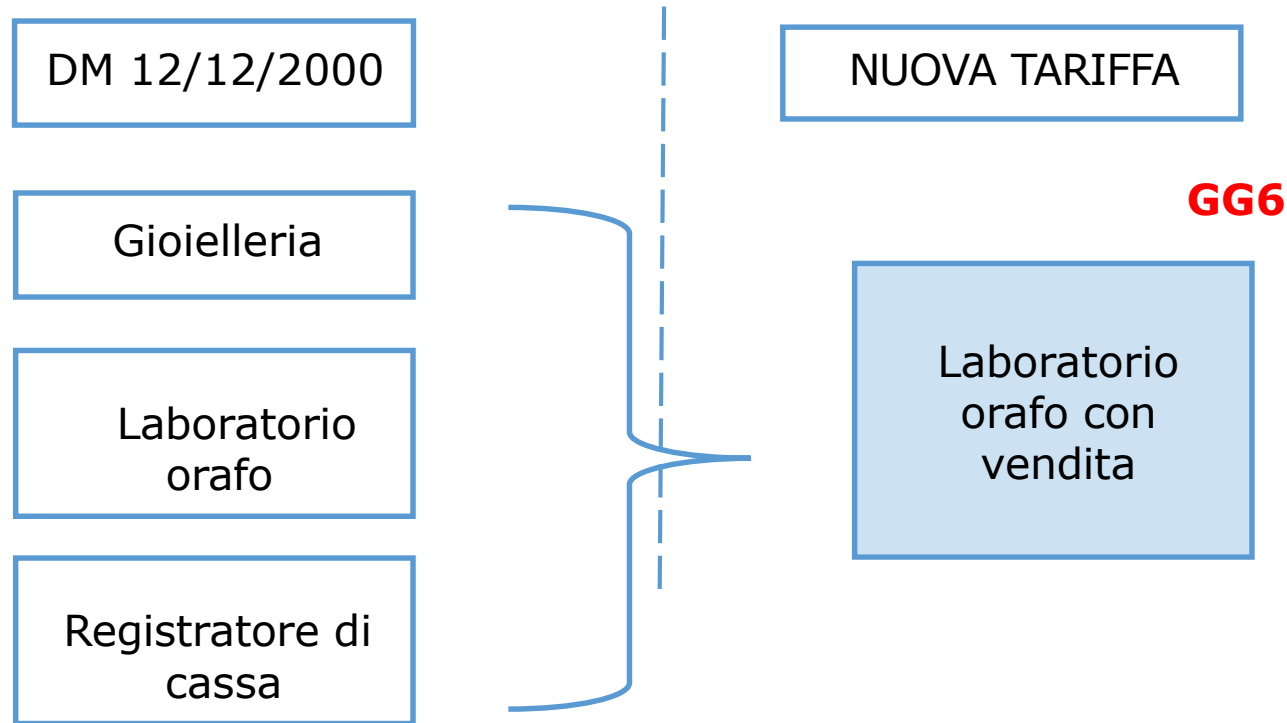 DM 12/12/2000
NUOVA TARIFFA
Gioielleria
GG6
Laboratorio
orafo
Laboratorio
orafo con
vendita
Registratore di
cassa